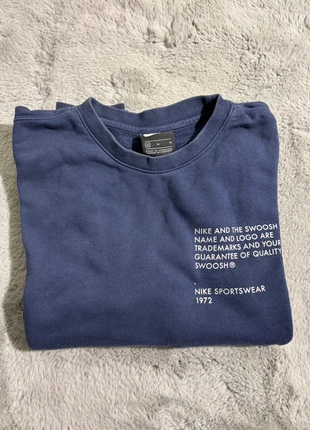 NIKE AND THE SWOOSH
NAME AND LOGO ARE
TRADEMARKS AND YOUR
GUARANTEE OF QUALITY
SWOOSH®
NIKE SPORTSWEAR
1972